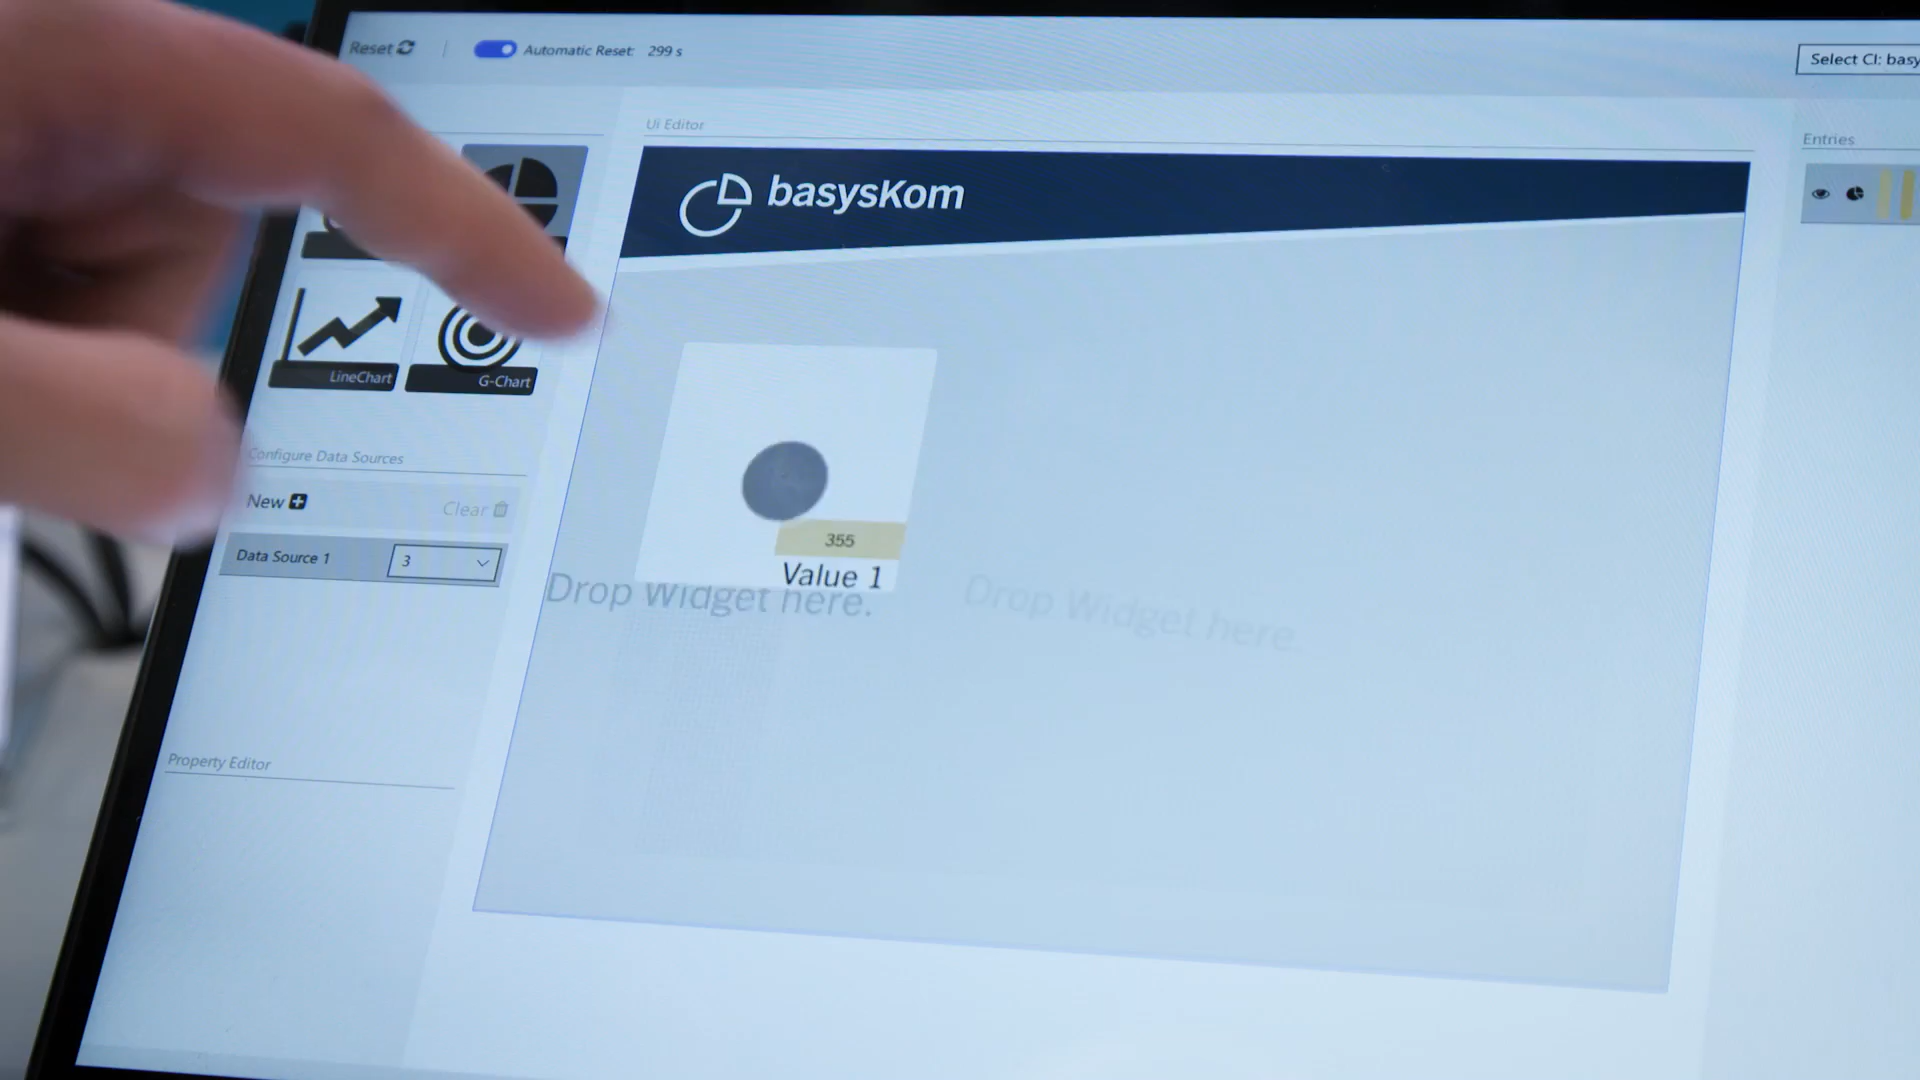 Reset
Automatic Reset: 299 s
Select CI: basy
Ui Editor
Entries
basysKom
LineChart
G-Chart
Configure Data Sources
New
Clear
Data Source 1
3
355
Value 1
Drop Widget here.
Drop Widget here.
Property Editor